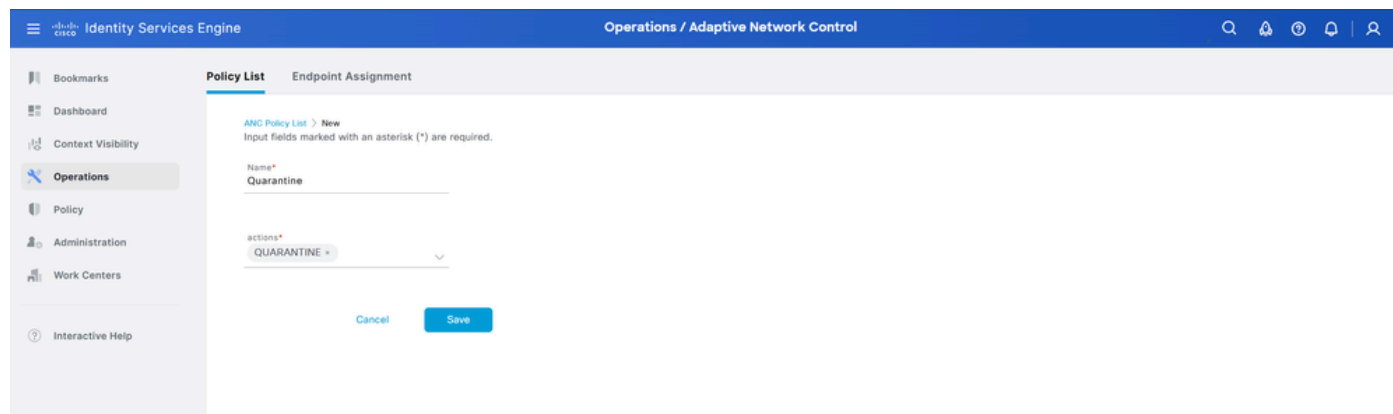 cisco Identity Services Engine
Operations / Adaptive Network Control
Bookmarks
Dashboard
Context Visibility
Operations
Policy
Administration
Work Centers
Interactive Help
Policy List
Endpoint Assignment
ANC Policy List > New
Input fields marked with an asterisk (*) are required.
Name*
Quarantine
actions*
QUARANTINE ×
Cancel
Save